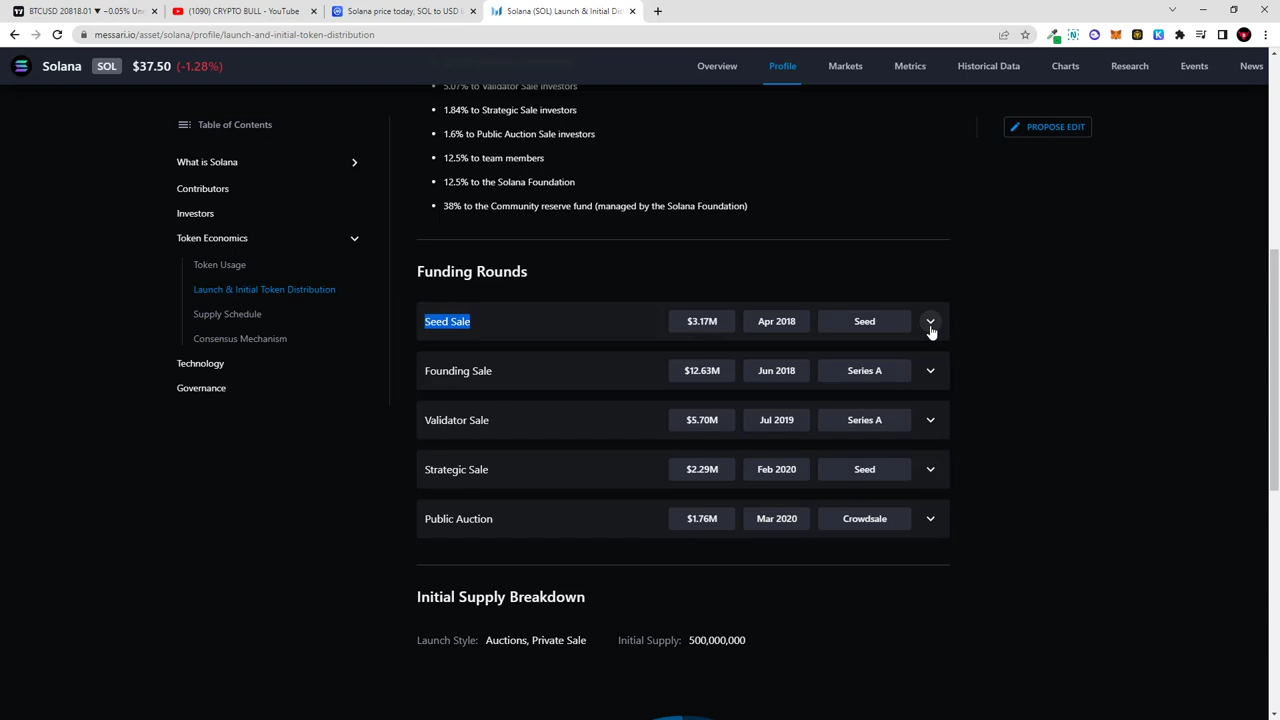 BTCUSD 20818.01 ▼ −0.05% Un
(1090) CRYPTO BULL - YouTube
Solana price today, SOL to USD li
Solana (SOL) Launch & Initial Dis
messari.io/asset/solana/profile/launch-and-initial-token-distribution
Solana SOL $37.50 (-1.28%)
Overview Profile Markets Metrics Historical Data Charts Research Events News
5.07% to Validator Sale investors
1.84% to Strategic Sale investors
1.6% to Public Auction Sale investors
12.5% to team members
12.5% to the Solana Foundation
38% to the Community reserve fund (managed by the Solana Foundation)
PROPOSE EDIT
Table of Contents
What is Solana
Contributors
Investors
Token Economics
Token Usage
Launch & Initial Token Distribution
Supply Schedule
Consensus Mechanism
Technology
Governance
Funding Rounds
Seed Sale $3.17M Apr 2018 Seed
Founding Sale $12.63M Jun 2018 Series A
Validator Sale $5.70M Jul 2019 Series A
Strategic Sale $2.29M Feb 2020 Seed
Public Auction $1.76M Mar 2020 Crowdsale
Initial Supply Breakdown
Launch Style: Auctions, Private Sale Initial Supply: 500,000,000